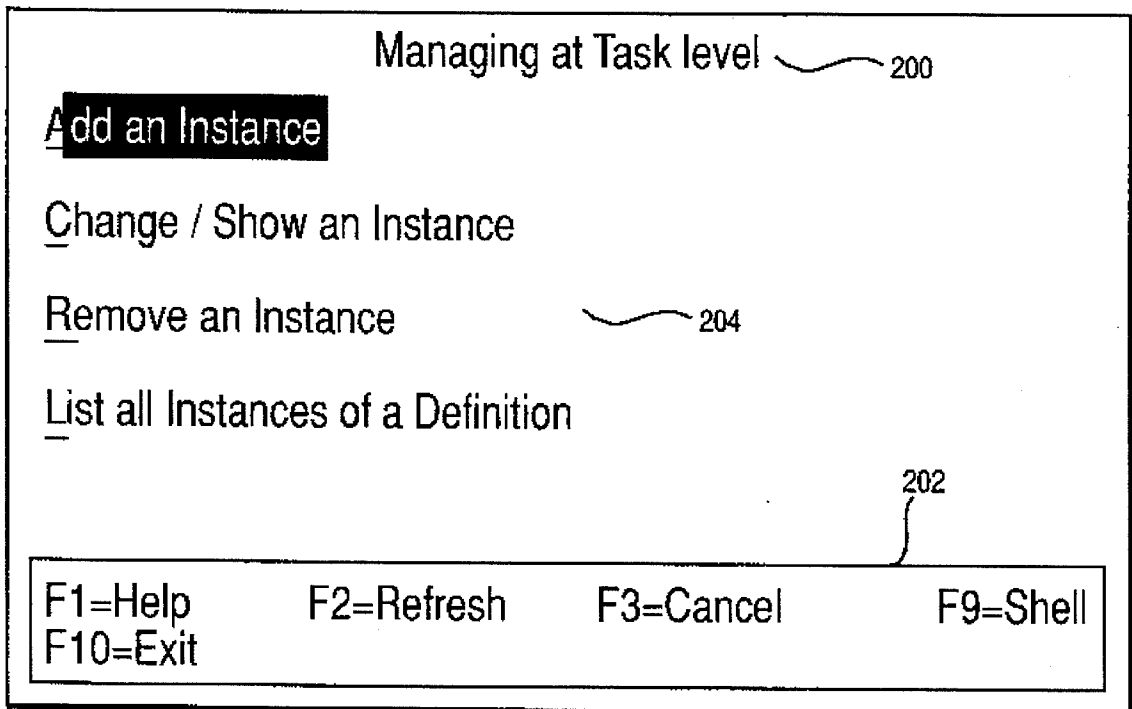 Managing at Task level 200
Add an Instance
Change / Show an Instance
Remove an Instance 204
List all Instances of a Definition
202
F1=Help F2=Refresh F3=Cancel F9=Shell
F10=Exit